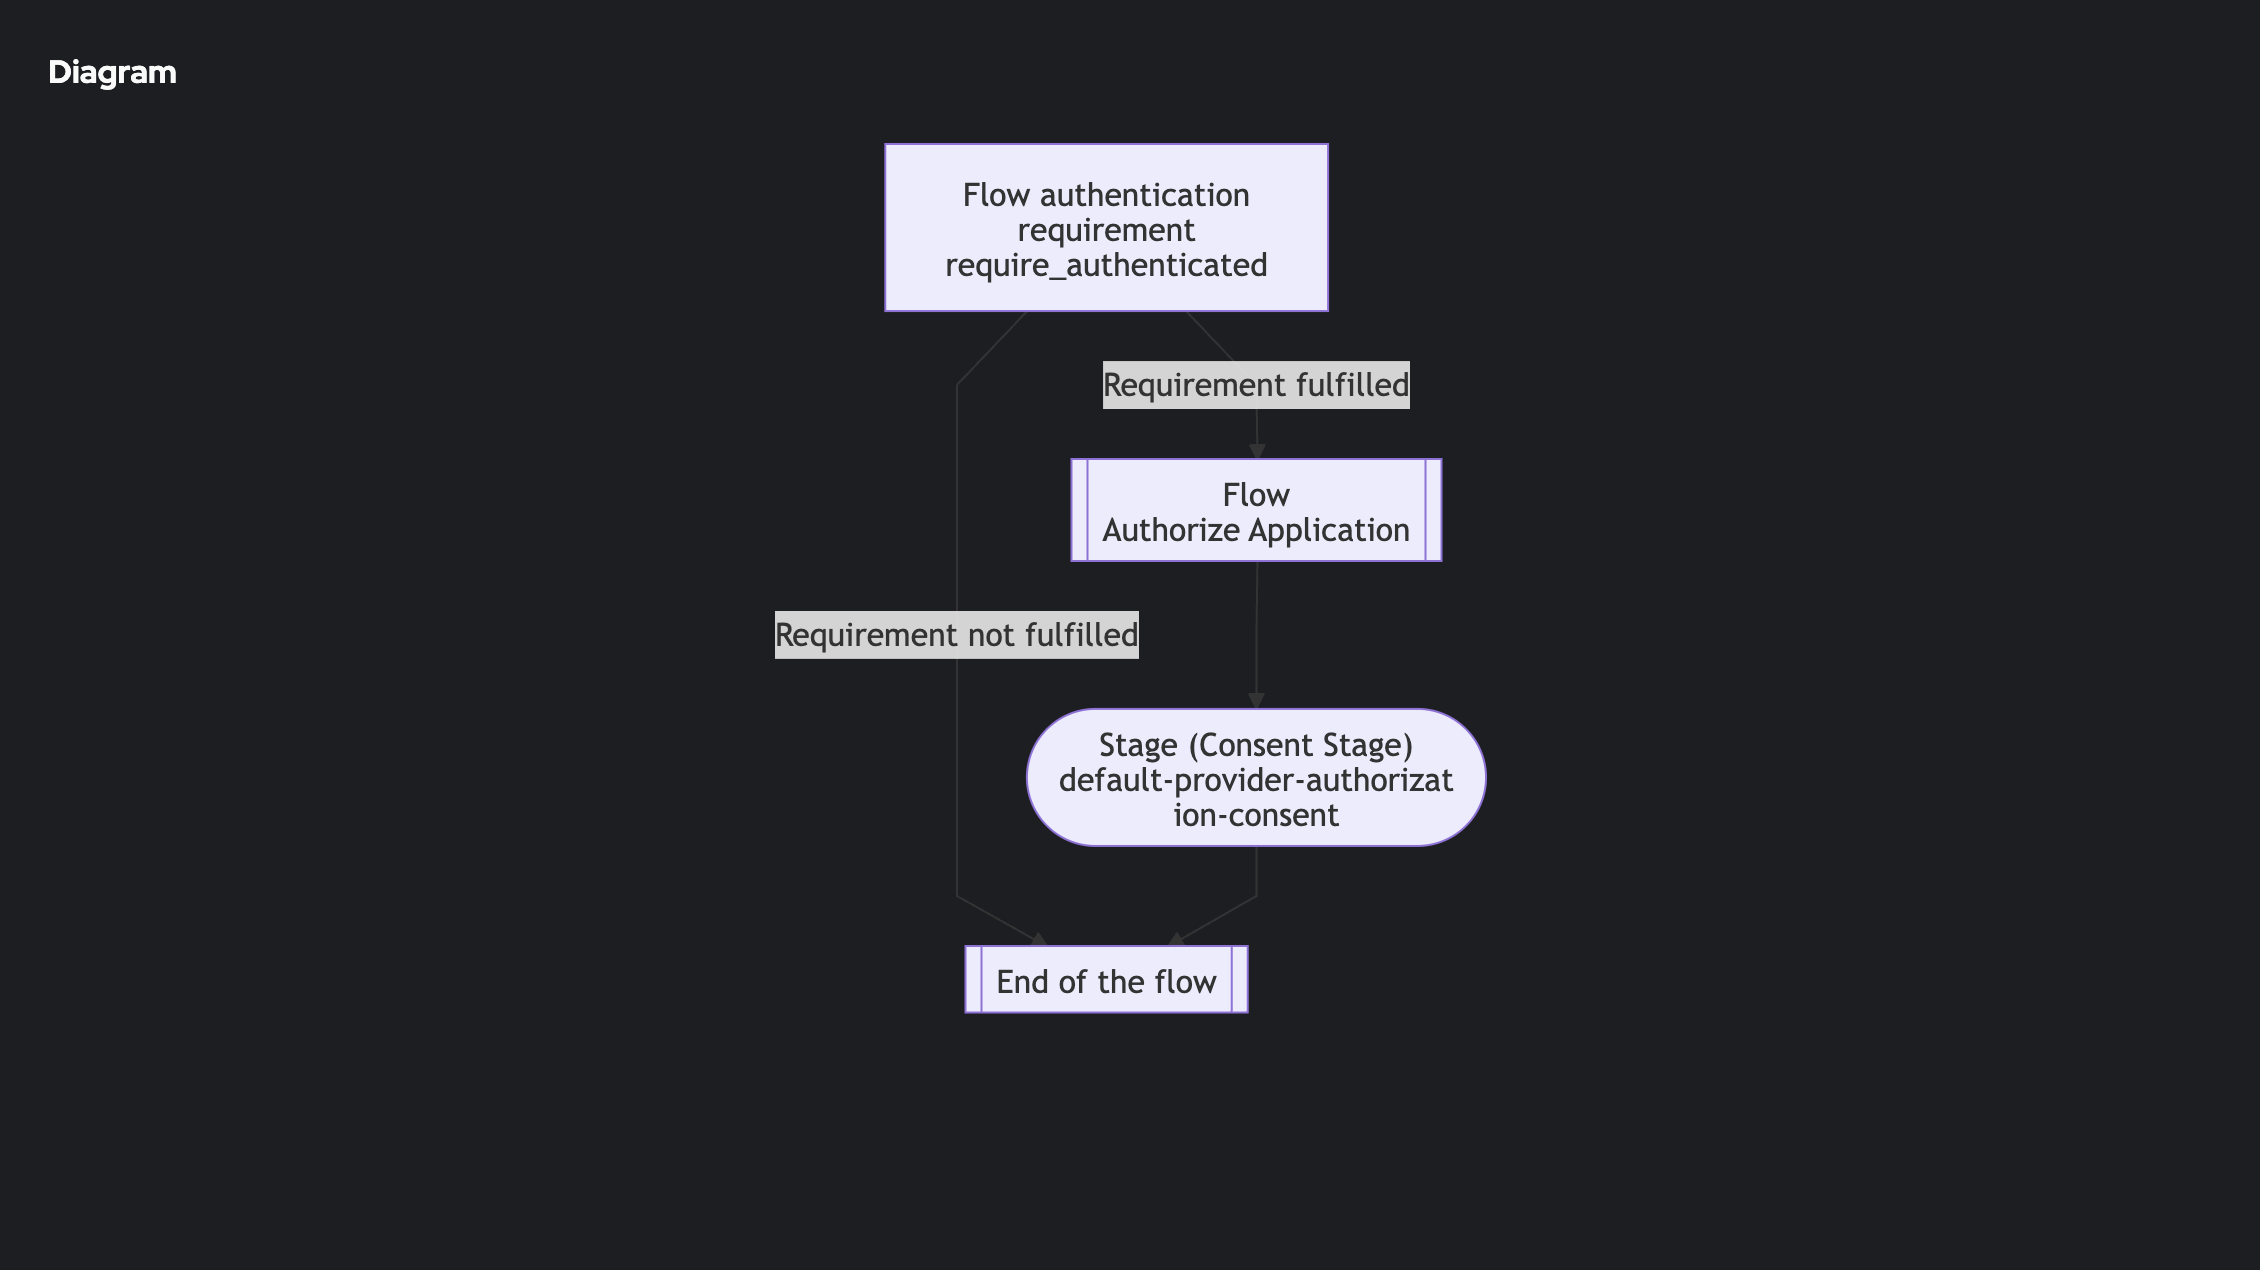 Diagram
Flow authentication
requirement
require_authenticated
Requirement fulfilled
Flow
Authorize Application
Requirement not fulfilled
Stage (Consent Stage)
default-provider-authorizat
ion-consent
End of the flow